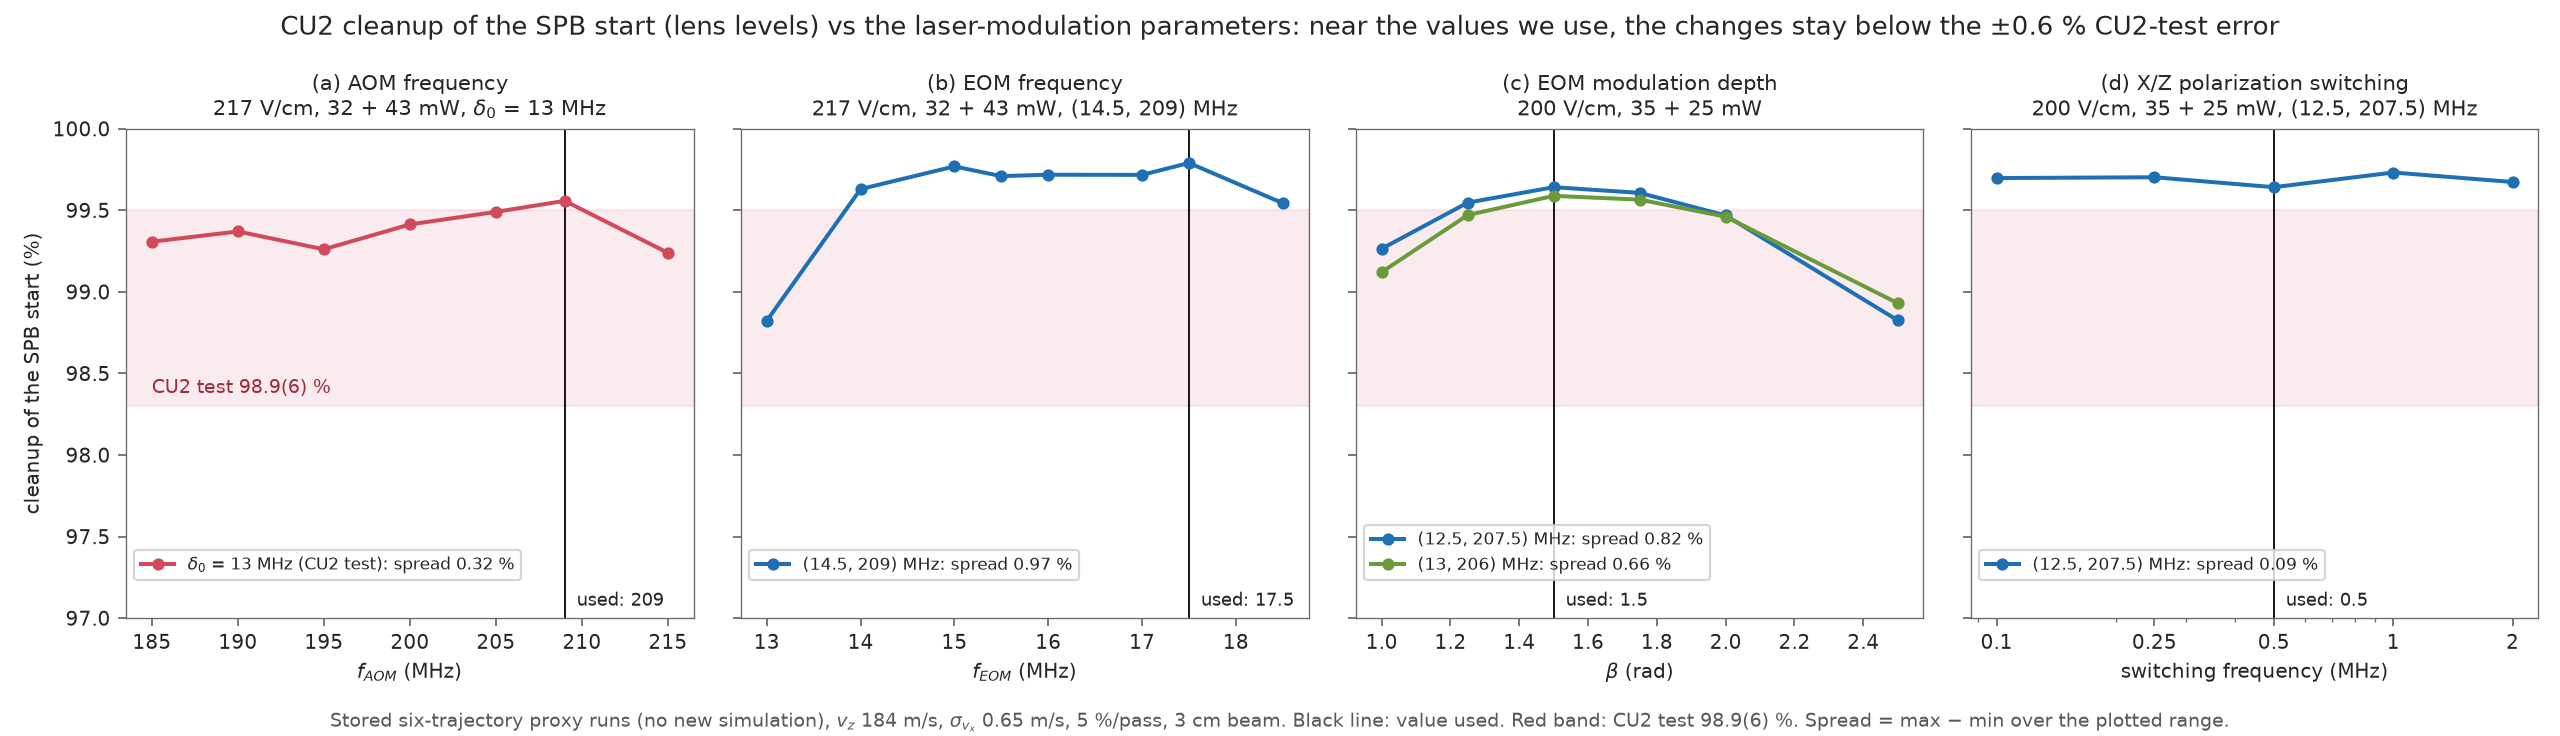 CU2 cleanup of the SPB start (lens levels) vs the laser-modulation parameters: near the values we use, the changes stay below the ±0.6 % CU2-test error
(a) AOM frequency
217 V/cm, 32 + 43 mW, δ₀ = 13 MHz
100.0
99.5
99.0
98.5
98.0
97.5
97.0
cleanup of the SPB start (%)
CU2 test 98.9(6) %
δ₀ = 13 MHz (CU2 test): spread 0.32 %
used: 209
185 190 195 200 205 210 215
f_AOM (MHz)
(b) EOM frequency
217 V/cm, 32 + 43 mW, (14.5, 209) MHz
(14.5, 209) MHz: spread 0.97 %
used: 17.5
13 14 15 16 17 18
f_EOM (MHz)
(c) EOM modulation depth
200 V/cm, 35 + 25 mW
(12.5, 207.5) MHz: spread 0.82 %
(13, 206) MHz: spread 0.66 %
used: 1.5
1.0 1.2 1.4 1.6 1.8 2.0 2.2 2.4
β (rad)
(d) X/Z polarization switching
200 V/cm, 35 + 25 mW, (12.5, 207.5) MHz
(12.5, 207.5) MHz: spread 0.09 %
used: 0.5
0.1 0.25 0.5 1 2
switching frequency (MHz)
Stored six-trajectory proxy runs (no new simulation), v_z 184 m/s, σ_vₓ 0.65 m/s, 5 %/pass, 3 cm beam. Black line: value used. Red band: CU2 test 98.9(6) %. Spread = max − min over the plotted range.